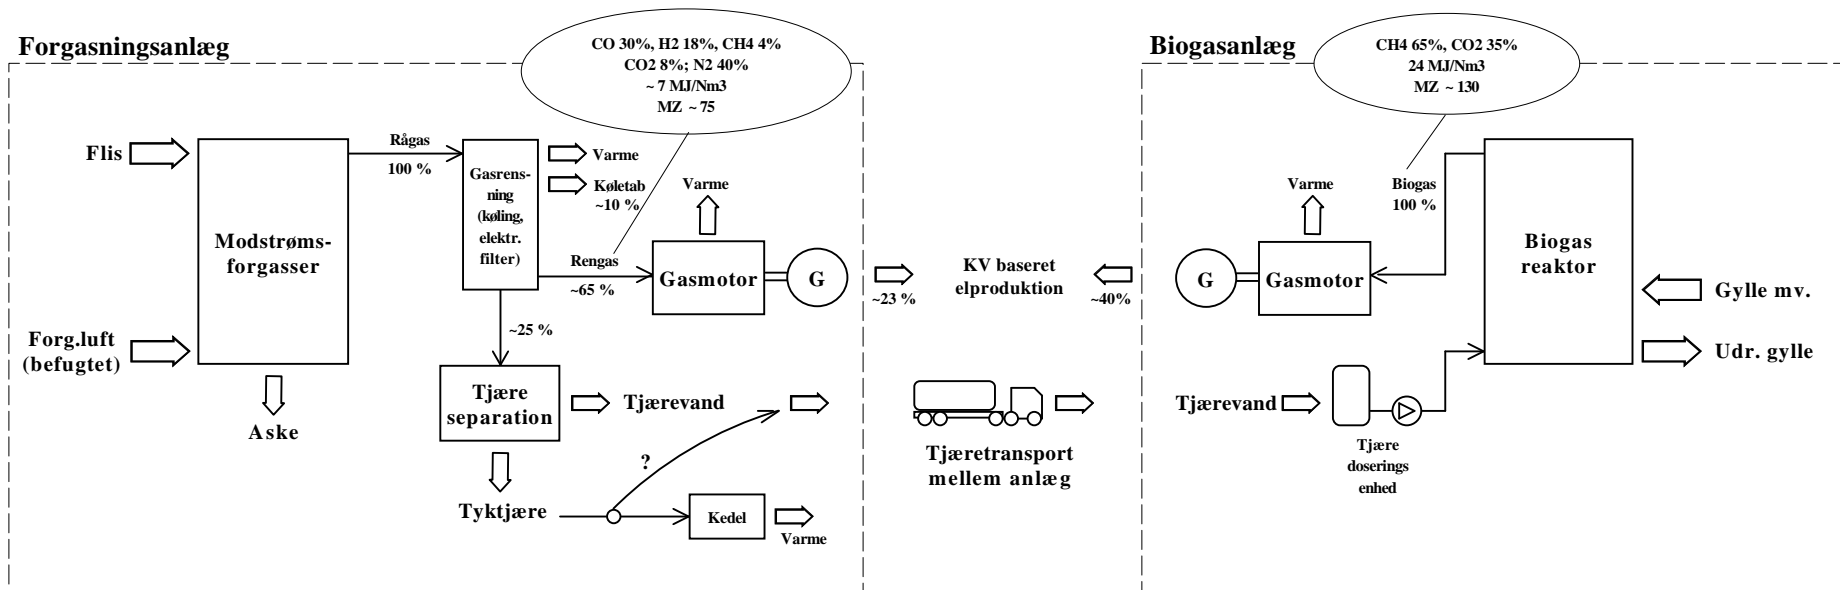 Forgasningsanlæg
CO 30%, H2 18%, CH4 4%
CO2 8%; N2 40%
~ 7 MJ/Nm3
MZ ~ 75
Flis
Rågas
100 %
Gasrens-
ning
(køling,
elektr.
filter)
Varme
Køletab
~10 %
Varme
Modstrøms-
forgasser
Rengas
~65 %
Gasmotor
G
~23 %
Forg.luft
(befugtet)
~25 %
Aske
Tjære
separation
Tjærevand
?
Tyktjære
Kedel
Varme
KV baseret
elproduktion
~40%
Tjæretransport
mellem anlæg
Biogasanlæg
CH4 65%, CO2 35%
24 MJ/Nm3
MZ ~ 130
Varme
Biogas
100 %
G
Gasmotor
Biogas
reaktor
Gylle mv.
Udr. gylle
Tjærevand
Tjære
doserings
enhed